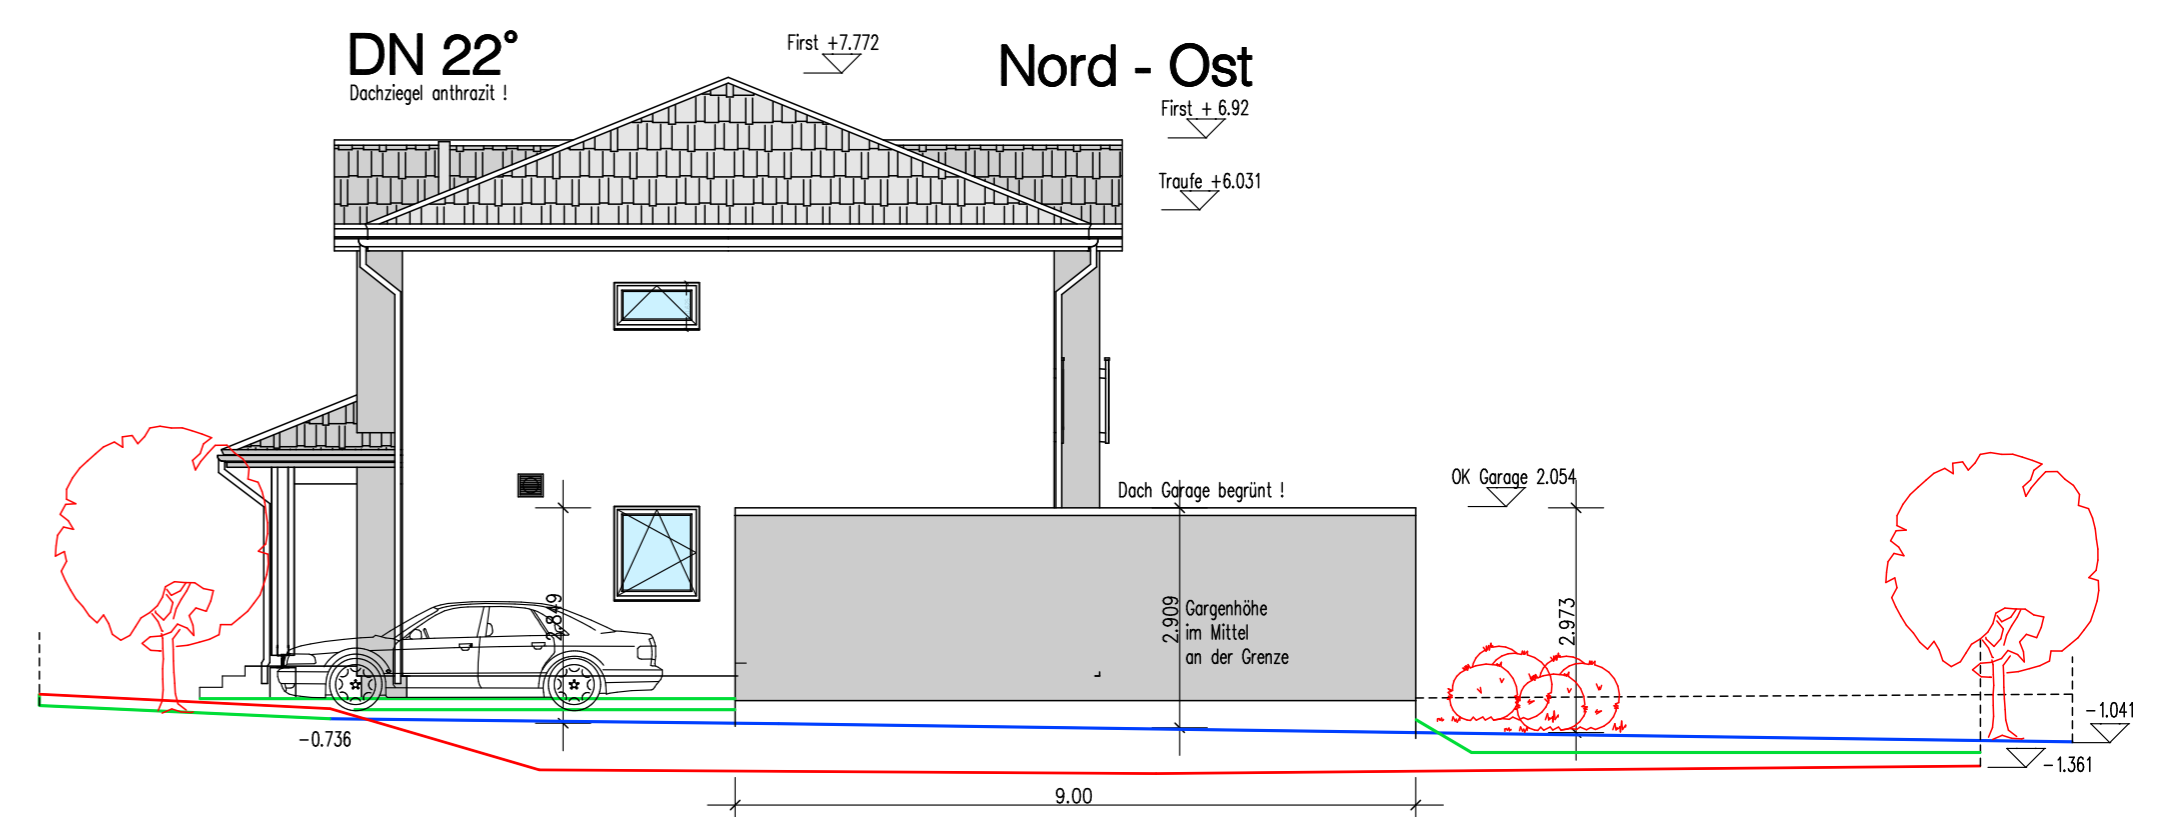 DN 22°
Dachziegel anthrazit !
First +7.772
Nord - Ost
First + 6.92
Traufe +6.031
Dach Garage begrünt !
OK Garage 2.054
2.849
2.909
Gargenhöhe
im Mittel
an der Grenze
2.973
-0.736
-1.041
-1.361
9.00